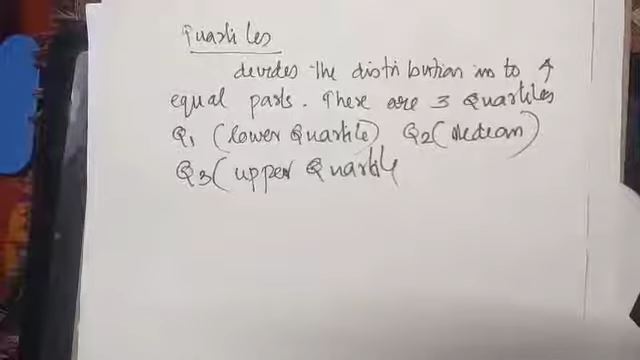 Quartiles
devides the distribution in to 4
equal parts. There are 3 Quartiles
Q1 (lower Quartile) Q2 (Median)
Q3 (upper Quartile